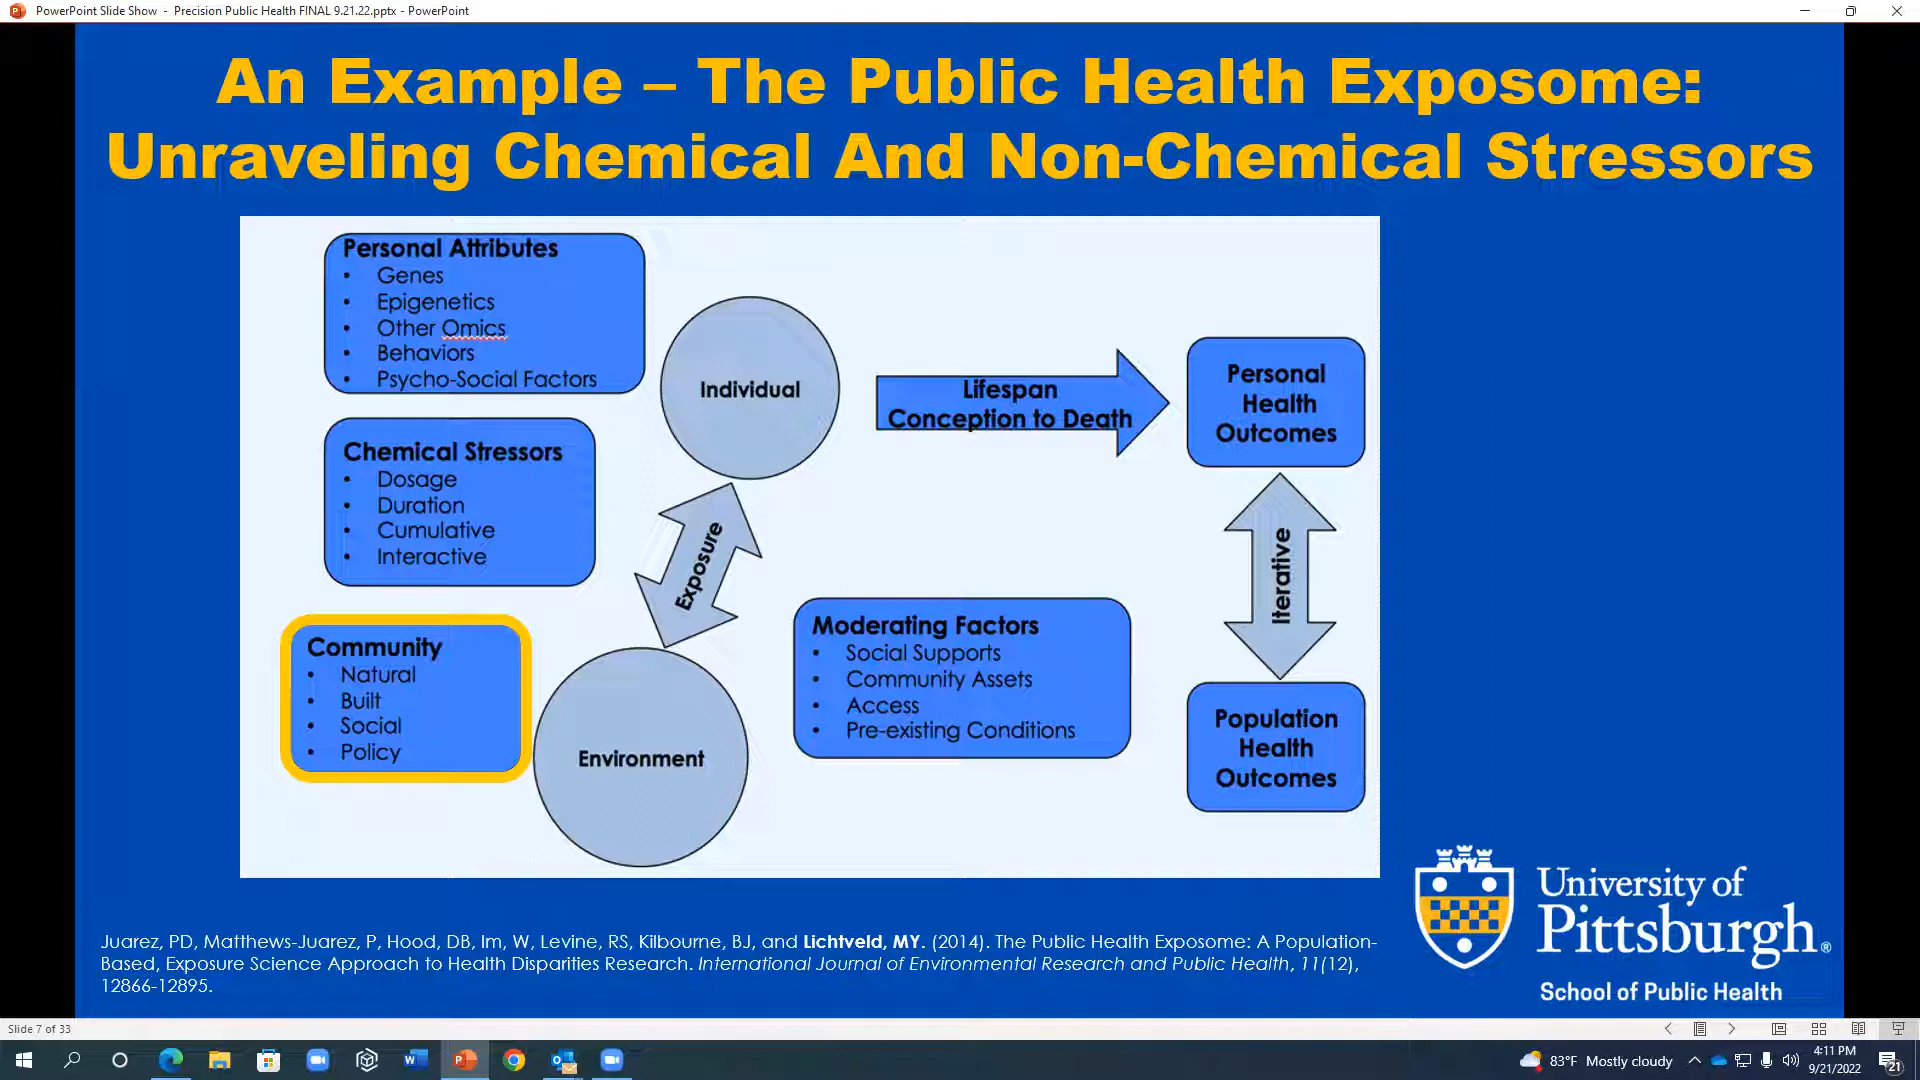 PowerPoint Slide Show - Precision Public Health FINAL 9.21.22.pptx - PowerPoint
An Example – The Public Health Exposome:
Unraveling Chemical And Non-Chemical Stressors
Personal Attributes
• Genes
• Epigenetics
• Other Omics
• Behaviors
• Psycho-Social Factors
Chemical Stressors
• Dosage
• Duration
• Cumulative
• Interactive
Community
• Natural
• Built
• Social
• Policy
Individual
Exposure
Environment
Lifespan
Conception to Death
Moderating Factors
• Social Supports
• Community Assets
• Access
• Pre-existing Conditions
Personal
Health
Outcomes
Iterative
Population
Health
Outcomes
Juarez, PD, Matthews-Juarez, P, Hood, DB, Im, W, Levine, RS, Kilbourne, BJ, and Lichtveld, MY. (2014). The Public Health Exposome: A Population-
Based, Exposure Science Approach to Health Disparities Research. International Journal of Environmental Research and Public Health, 11(12),
12866-12895.
University of
Pittsburgh®
School of Public Health
Slide 7 of 33
83°F Mostly cloudy
4:11 PM
9/21/2022
21